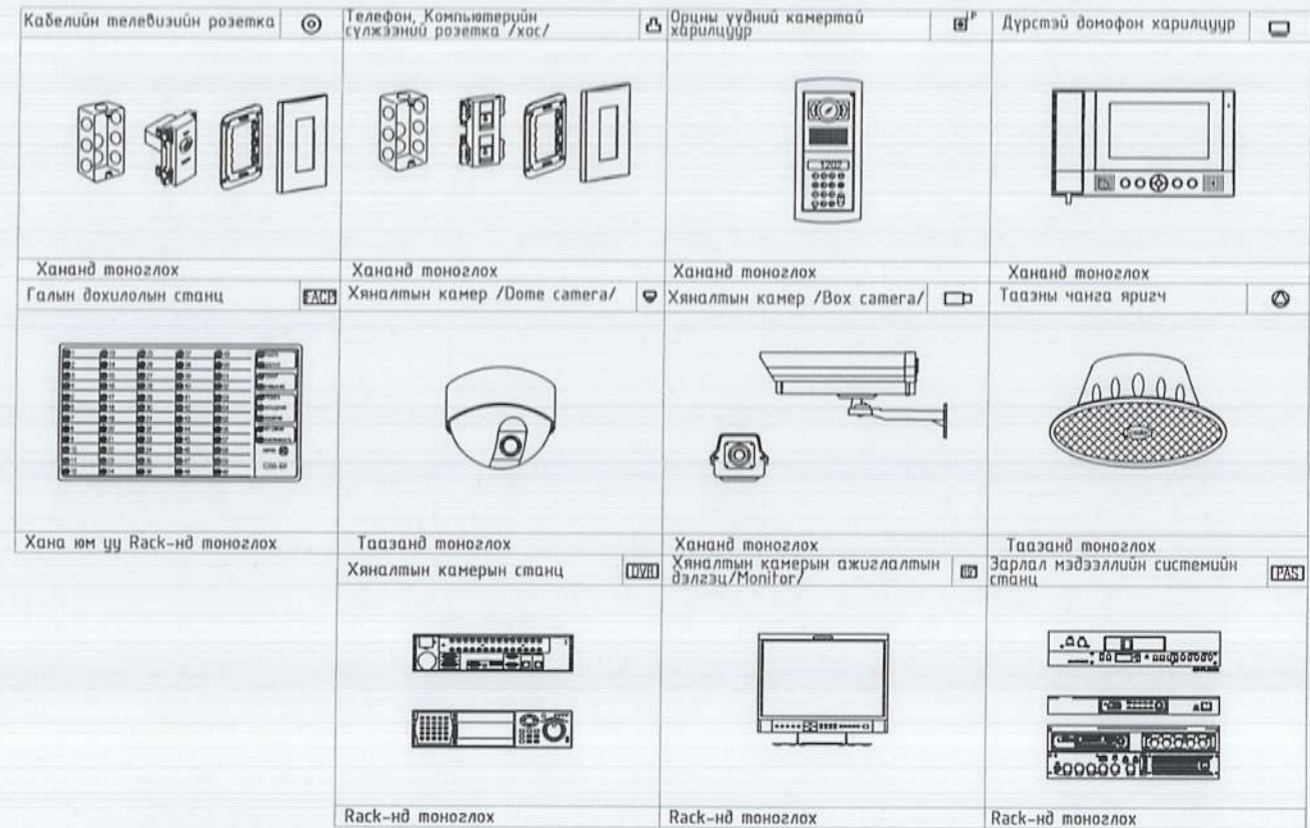 Кабелийн телевизийн розетка
Телефон, Компьютерийн
сүлжээний розетка /хос/
Орцны үүдний камертай
харилцуур
P
Дүрстэй домофон харилцуур
1202
Хананд тоноглох
Хананд тоноглох
Хананд тоноглох
Хананд тоноглох
Галын дохиололын станц
FACP
Хяналтын камер /Dome camera/
Хяналтын камер /Box camera/
Таазны чанга яригч
Хана юм уу Rack-нд тоноглох
Таазанд тоноглох
Хананд тоноглох
Таазанд тоноглох
Хяналтын камерын станц
DVR
Хяналтын камерын ажиглалтын
дэлгэц/Monitor/
Зарлал мэдээллийн системийн
станц
PAS
Rack-нд тоноглох
Rack-нд тоноглох
Rack-нд тоноглох